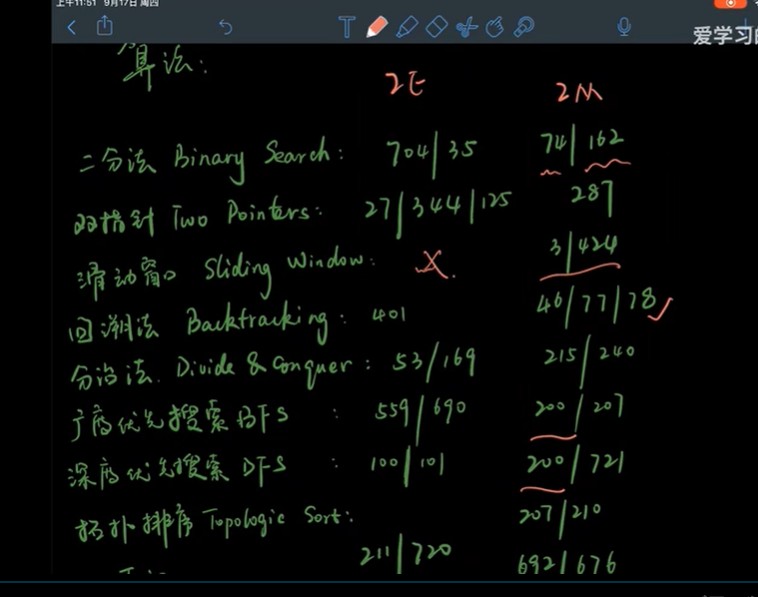 上午11:51 9月17日 周四
爱学习的
算法:
2E 2M
二分法 Binary Search: 704/35 74/162
双指针 Two Pointers: 27/344/125 287
滑动窗口 Sliding Window: X. 3/424
回溯法 Backtracking: 401 46/77/78
分治法. Divide & Conquer: 53/169 215/240
广度优先搜索 BFS : 559/690 200/207
深度优先搜索 DFS : 100/101 200/721
拓扑排序 Topologic Sort: 207/210
211/720 692/676